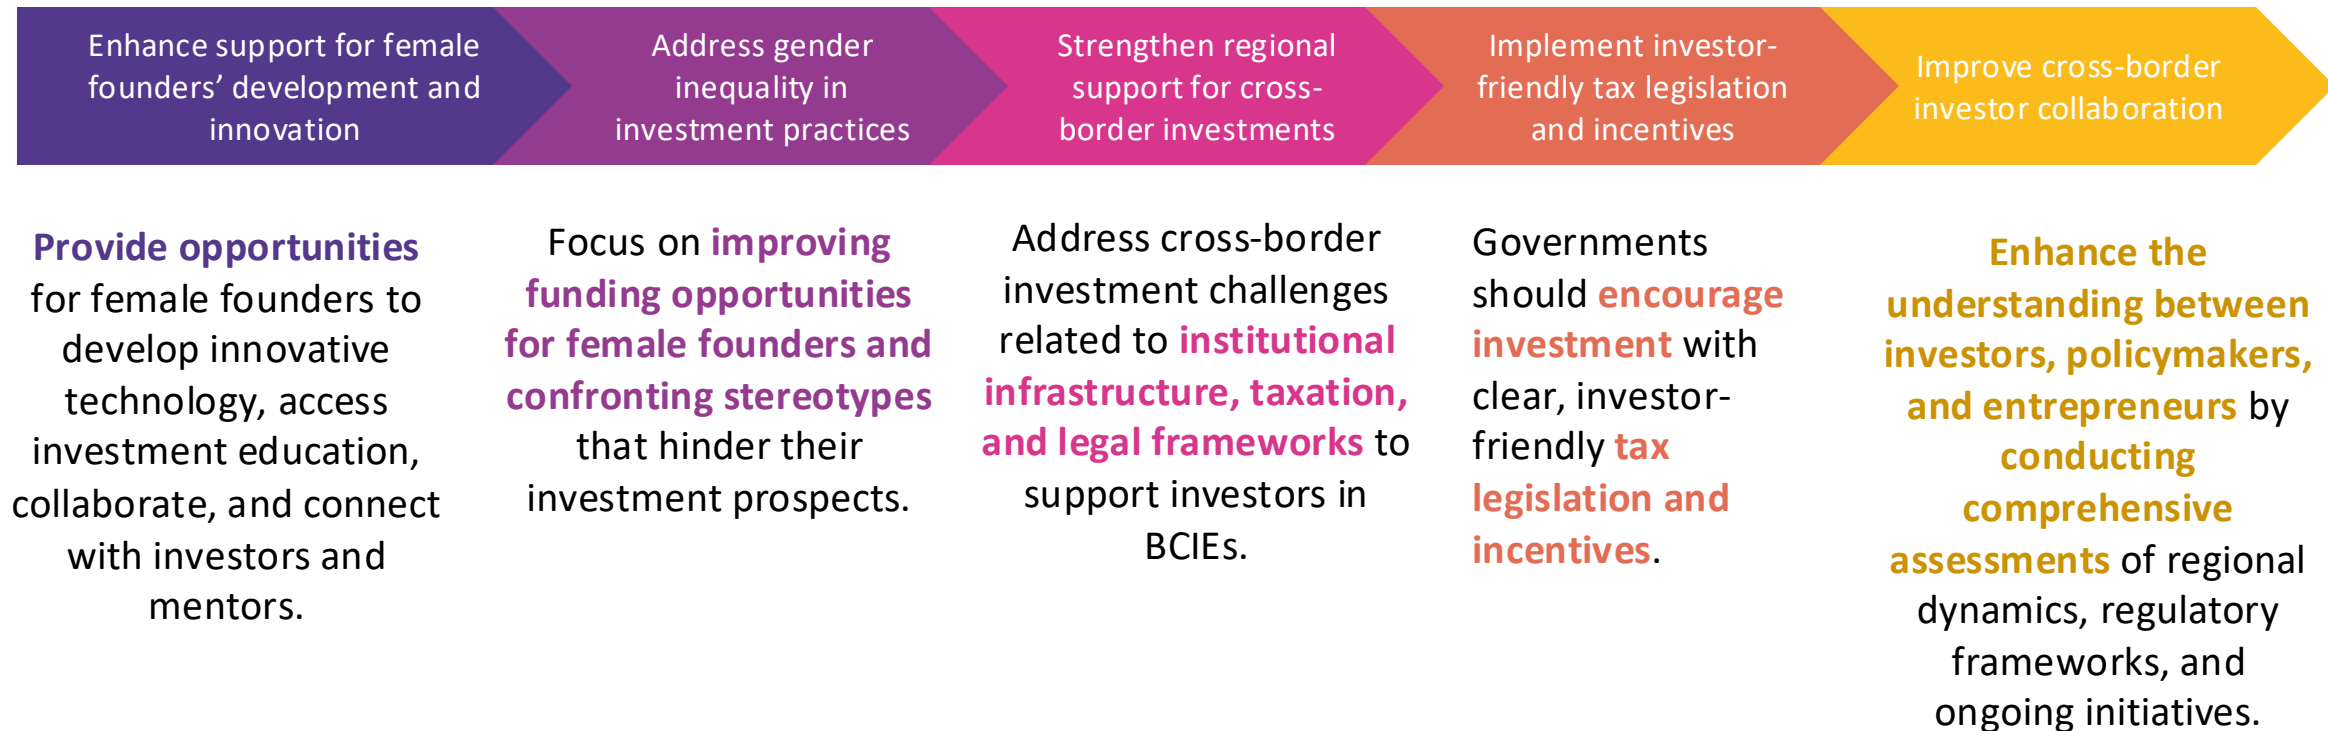 Enhance support for female
founders’ development and
innovation
Address gender
inequality in
investment practices
Strengthen regional
support for cross-
border investments
Implement investor-
friendly tax legislation
and incentives
Improve cross-border
investor collaboration
Provide opportunities
for female founders to
develop innovative
technology, access
investment education,
collaborate, and connect
with investors and
mentors.
Focus on improving
funding opportunities
for female founders and
confronting stereotypes
that hinder their
investment prospects.
Address cross-border
investment challenges
related to institutional
infrastructure, taxation,
and legal frameworks to
support investors in
BCIEs.
Governments
should encourage
investment with
clear, investor-
friendly tax
legislation and
incentives.
Enhance the
understanding between
investors, policymakers,
and entrepreneurs by
conducting
comprehensive
assessments of regional
dynamics, regulatory
frameworks, and
ongoing initiatives.